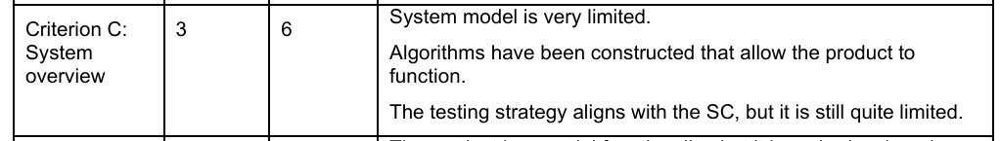 Criterion C:
System
overview
3
6
System model is very limited.
Algorithms have been constructed that allow the product to
function.
The testing strategy aligns with the SC, but it is still quite limited.